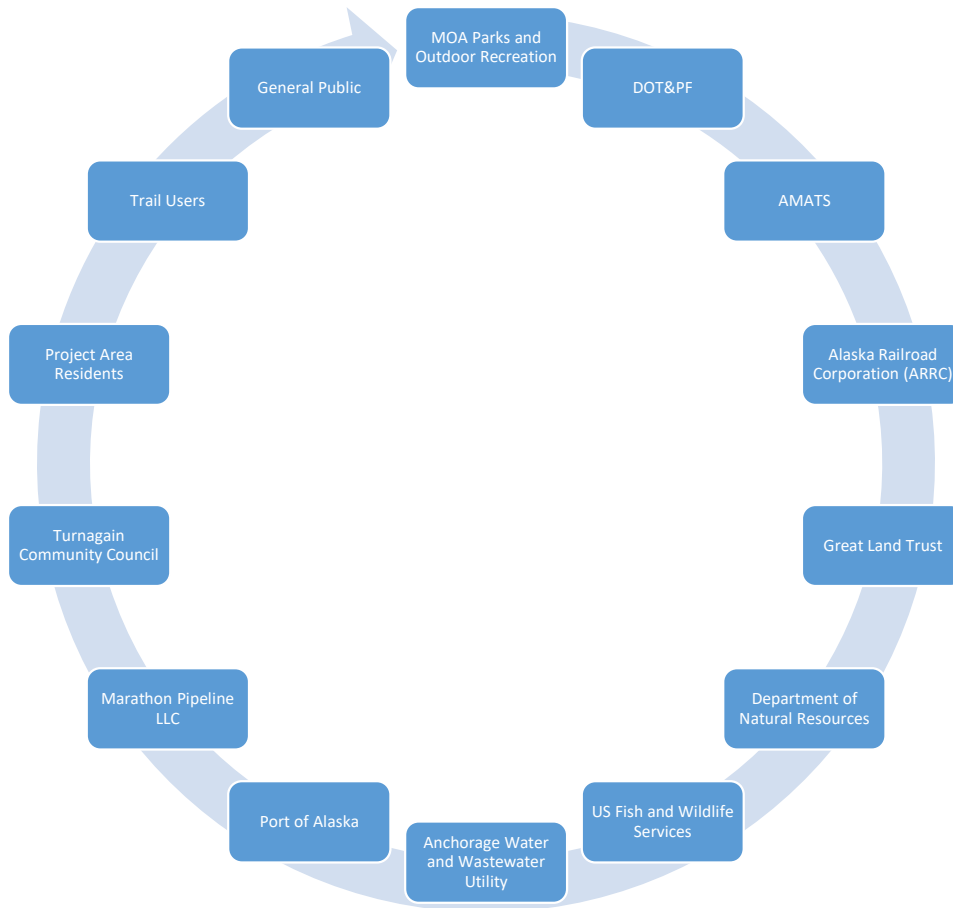 MOA Parks and
Outdoor Recreation
DOT&PF
AMATS
Alaska Railroad
Corporation (ARRC)
Great Land Trust
Department of
Natural Resources
US Fish and Wildlife
Services
Anchorage Water
and Wastewater
Utility
Port of Alaska
Marathon Pipeline
LLC
Turnagain
Community Council
Project Area
Residents
Trail Users
General Public